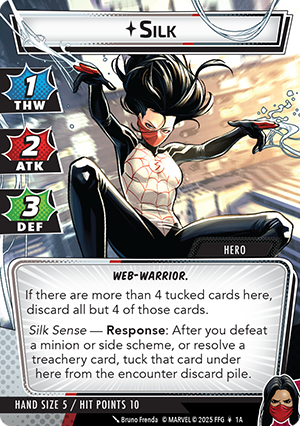 SILK
1
THW
2
ATK
3
DEF
HERO
WEB-WARRIOR.
If there are more than 4 tucked cards here,
discard all but 4 of those cards.
Silk Sense — Response: After you defeat
a minion or side scheme, or resolve a
treachery card, tuck that card under
here from the encounter discard pile.
HAND SIZE 5 / HIT POINTS 10
Bruno Frenda © MARVEL © 2025 FFG 1A